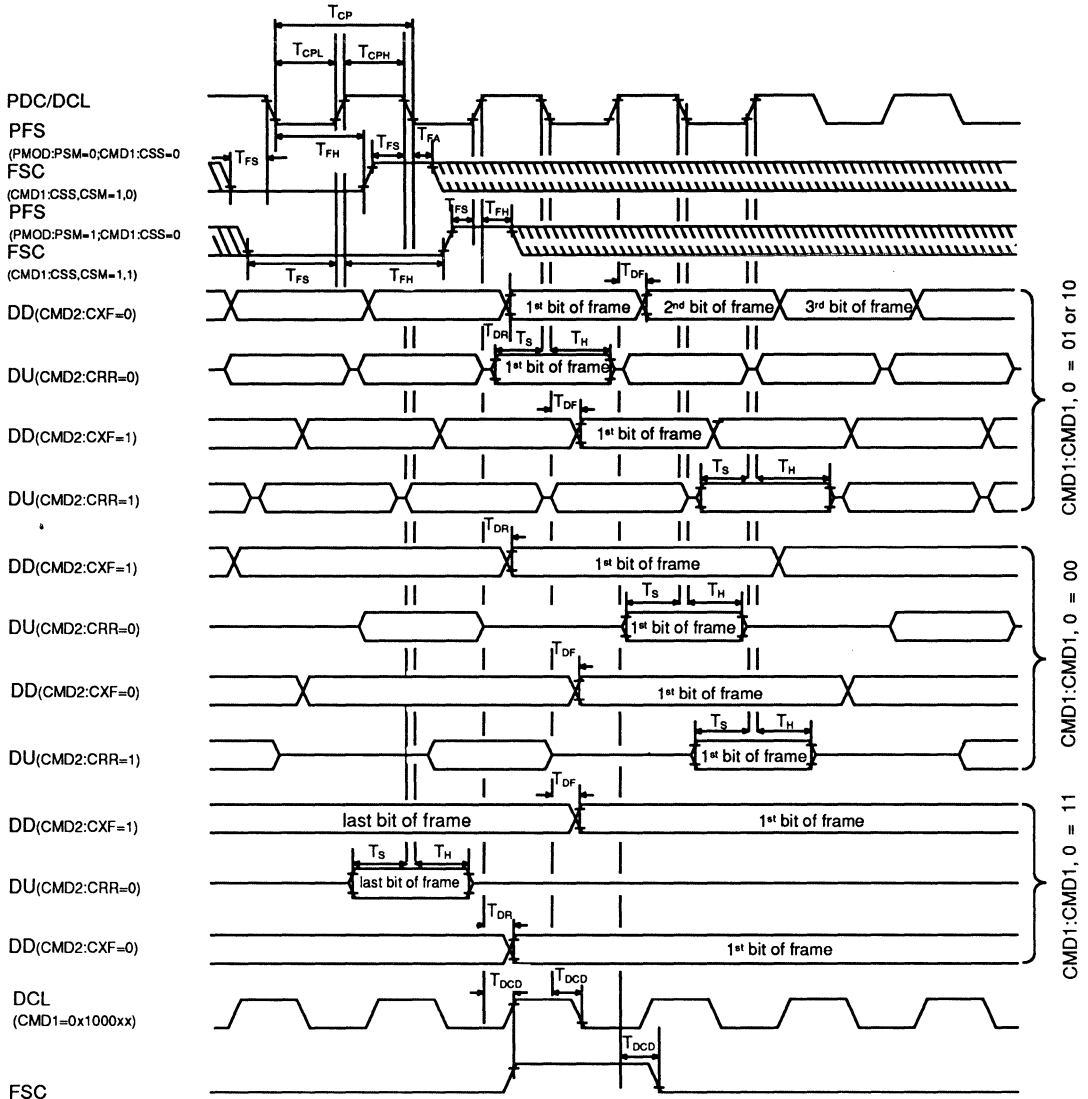 TCP
TCPL TCPH
PDC/DCL
PFS
(PMOD:PSM=0;CMD1:CSS=0
TFS TFH TFS TFA
FSC
(CMD1:CSS,CSM=1,0)
PFS
(PMOD:PSM=1;CMD1:CSS=0
TFS TFH
FSC
(CMD1:CSS,CSM=1,1)
TFS TFH
TDF
DD(CMD2:CXF=0) 1st bit of frame 2nd bit of frame 3rd bit of frame
TDR TS TH
DU(CMD2:CRR=0) 1st bit of frame
TDF
DD(CMD2:CXF=1) 1st bit of frame
TS TH
DU(CMD2:CRR=1)
CMD1:CMD1, 0 = 01 or 10
TDR
DD(CMD2:CXF=1) 1st bit of frame
TS TH
DU(CMD2:CRR=0) 1st bit of frame
TDF
DD(CMD2:CXF=0) 1st bit of frame
TS TH
DU(CMD2:CRR=1) 1st bit of frame
CMD1:CMD1, 0 = 00
TDF
DD(CMD2:CXF=1) last bit of frame 1st bit of frame
TS TH
DU(CMD2:CRR=0) last bit of frame
TDR
DD(CMD2:CXF=0) 1st bit of frame
CMD1:CMD1, 0 = 11
TDCD TDCD
DCL
(CMD1=0x1000xx)
TDCD
FSC